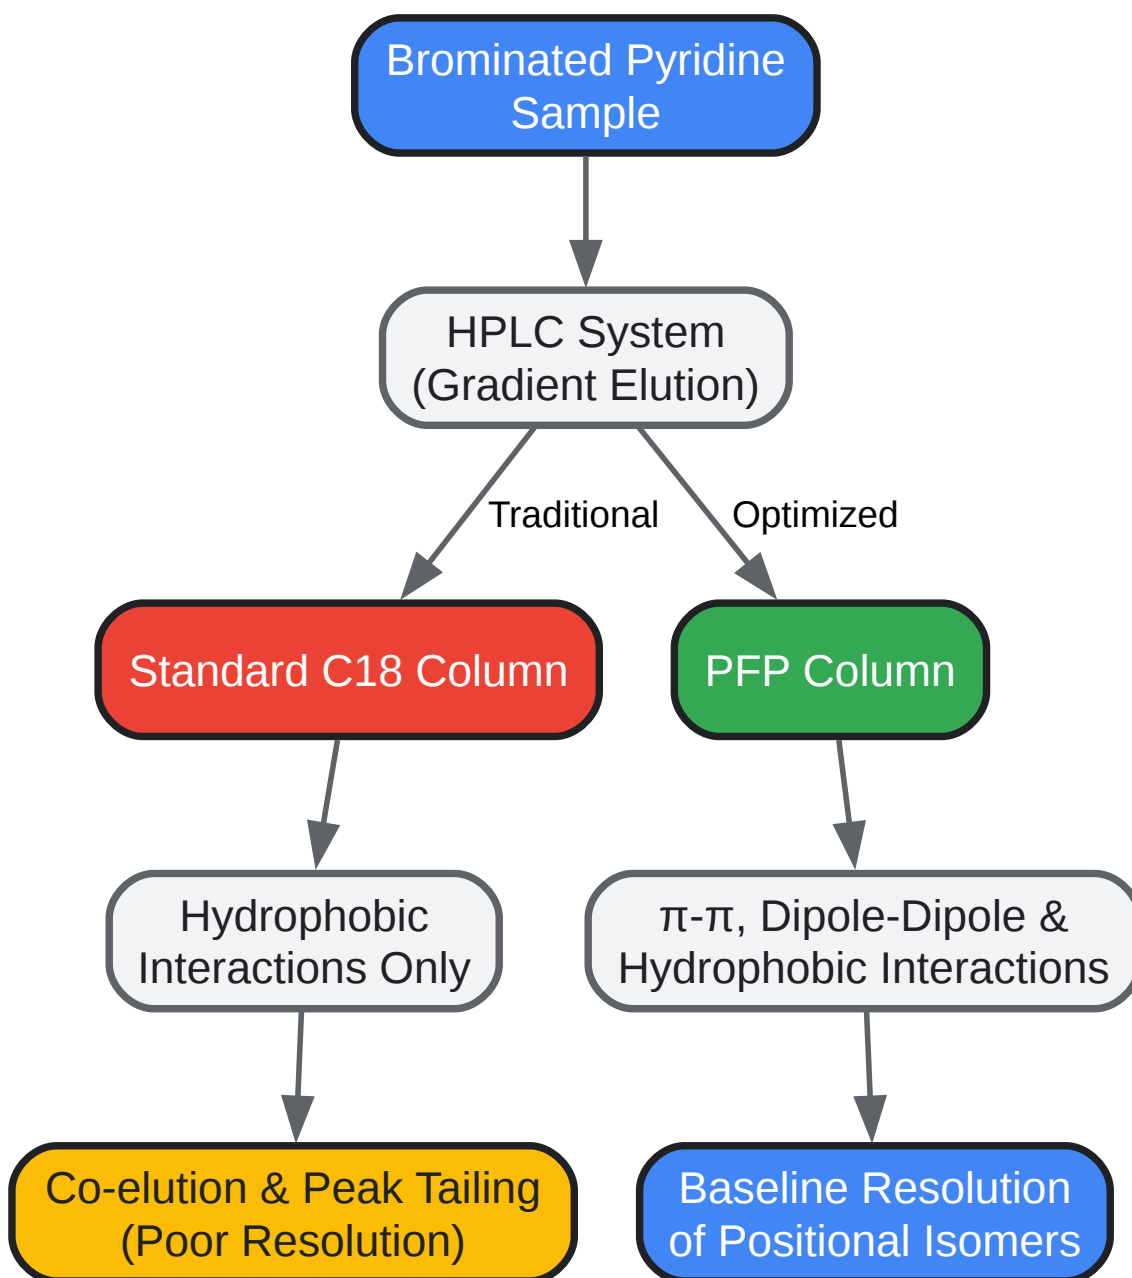 Brominated Pyridine
Sample
HPLC System
(Gradient Elution)
Traditional
Optimized
Standard C18 Column
PFP Column
Hydrophobic
Interactions Only
π-π, Dipole-Dipole &
Hydrophobic Interactions
Co-elution & Peak Tailing
(Poor Resolution)
Baseline Resolution
of Positional Isomers